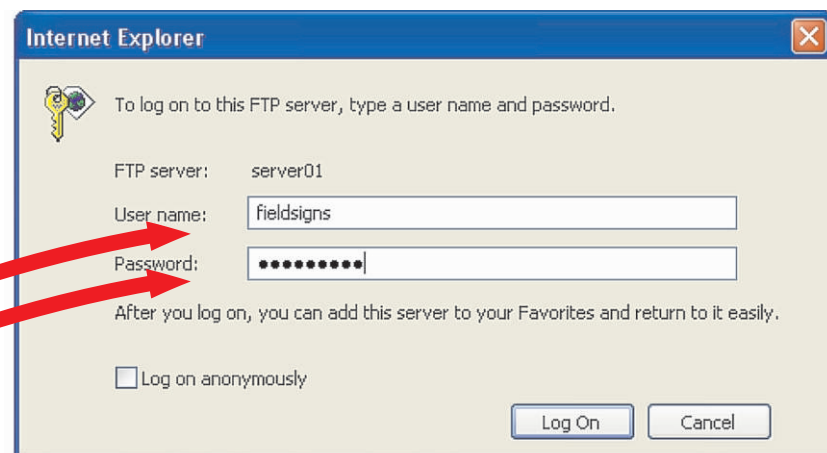 Internet Explorer
To log on to this FTP server, type a user name and password.
FTP server: server01
User name: fieldsigns
Password: ●●●●●●●●●
After you log on, you can add this server to your Favorites and return to it easily.
Log on anonymously
Log On Cancel